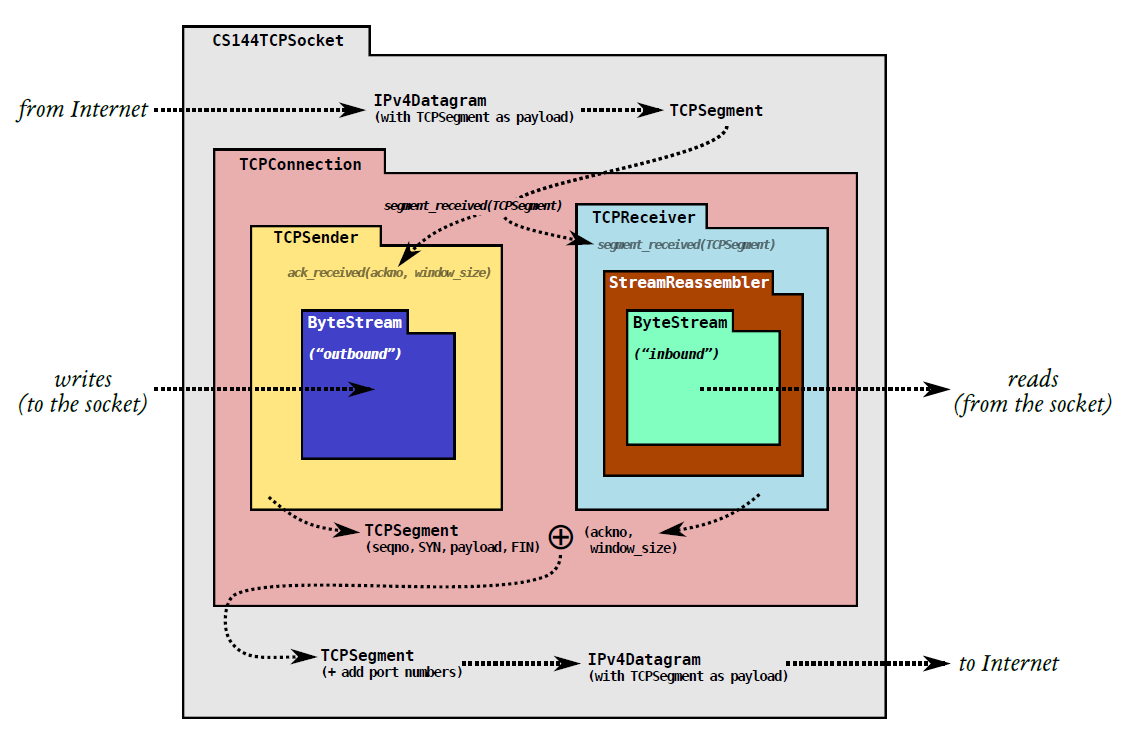 CS144TCPSocket
from Internet
IPv4Datagram
(with TCPSegment as payload)
TCPSegment
TCPConnection
segment_received(TCPSegment)
TCPReceiver
segment_received(TCPSegment)
TCPSender
ack_received(ackno, window_size)
StreamReassembler
ByteStream
(“outbound”)
ByteStream
(“inbound”)
writes
(to the socket)
reads
(from the socket)
TCPSegment
(seqno,SYN,payload,FIN)
⊕
(ackno,
window_size)
TCPSegment
(+ add port numbers)
IPv4Datagram
(with TCPSegment as payload)
to Internet